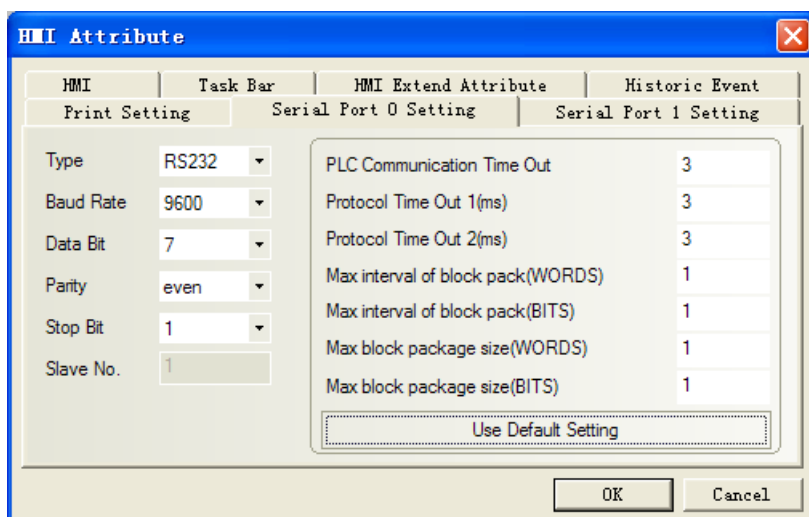 HMI Attribute
HMI Task Bar HMI Extend Attribute Historic Event
Print Setting Serial Port 0 Setting Serial Port 1 Setting
Type RS232
Baud Rate 9600
Data Bit 7
Parity even
Stop Bit 1
Slave No. 1
PLC Communication Time Out 3
Protocol Time Out 1(ms) 3
Protocol Time Out 2(ms) 3
Max interval of block pack(WORDS) 1
Max interval of block pack(BITS) 1
Max block package size(WORDS) 1
Max block package size(BITS) 1
Use Default Setting
OK Cancel